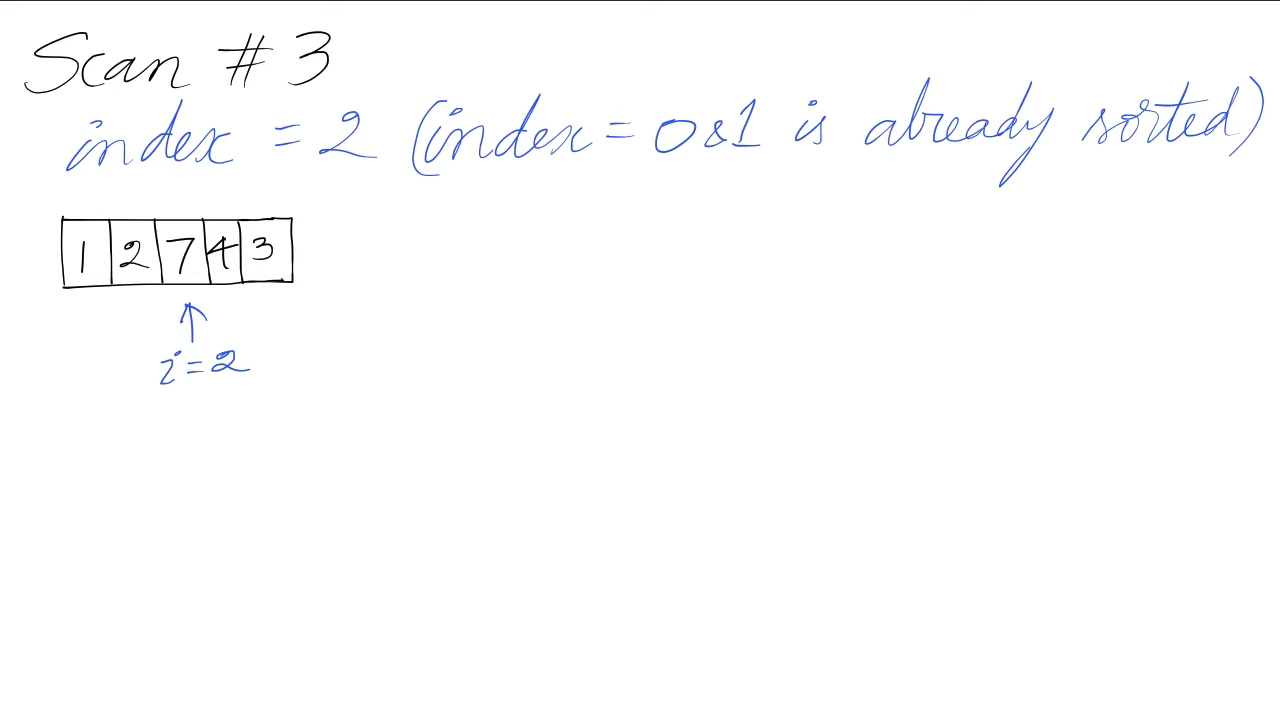 Scan # 3
index = 2 (index = 0 & 1 is already sorted)
1 2 7 4 3
i = 2